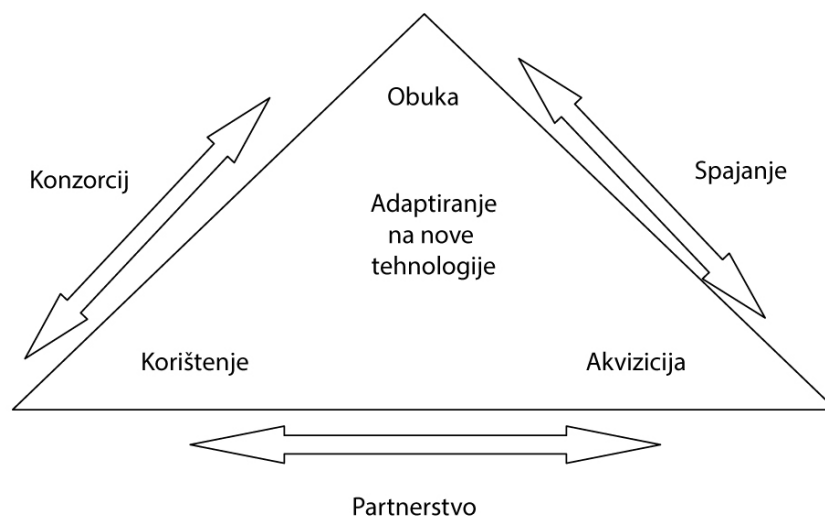 Obuka
Konzorcij
Spajanje
Adaptiranje
na nove
tehnologije
Korištenje
Akvizicija
Partnerstvo